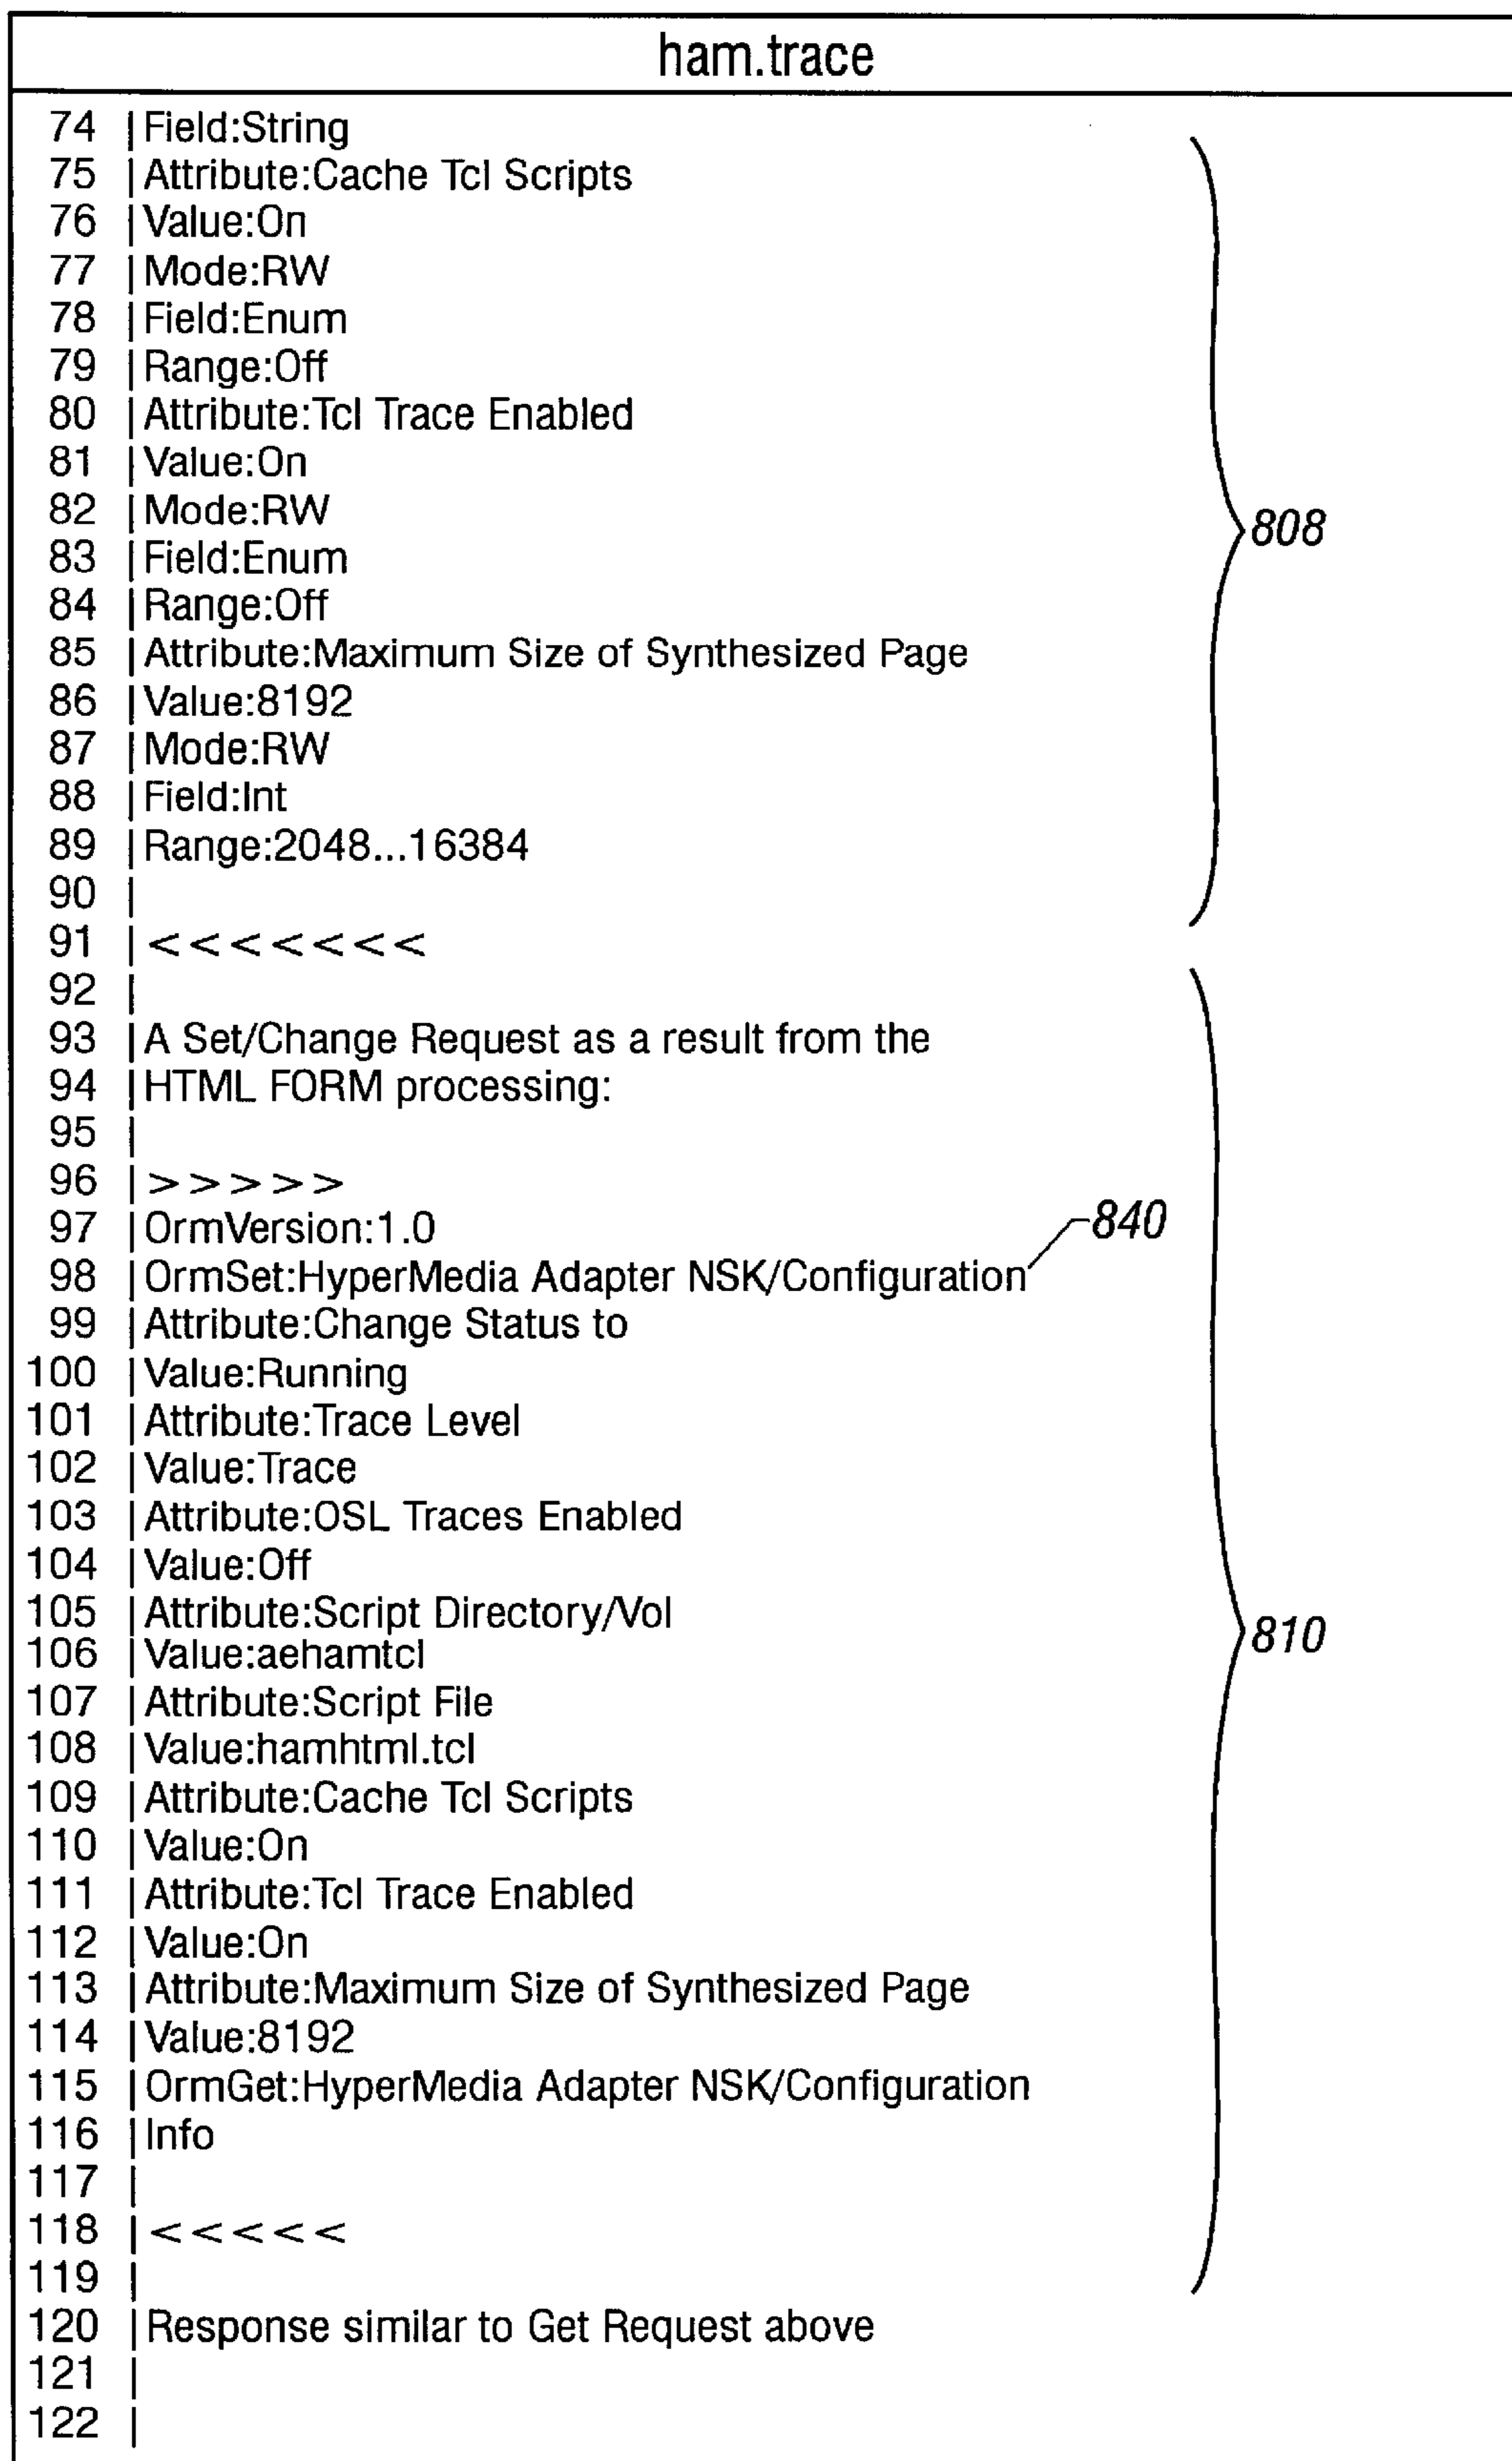 ham.trace
74 |Field:String
75 |Attribute:Cache Tcl Scripts
76 |Value:On
77 |Mode:RW
78 |Field:Enum
79 |Range:Off
80 |Attribute:Tcl Trace Enabled
81 |Value:On
82 |Mode:RW
808
83 |Field:Enum
84 |Range:Off
85 |Attribute:Maximum Size of Synthesized Page
86 |Value:8192
87 |Mode:RW
88 |Field:Int
89 |Range:2048...16384
90 |
91 |<<<<<<<
92 |
93 |A Set/Change Request as a result from the
94 |HTML FORM processing:
95 |
96 |>>>>>
840
97 |OrmVersion:1.0
98 |OrmSet:HyperMedia Adapter NSK/Configuration
99 |Attribute:Change Status to
100 |Value:Running
101 |Attribute:Trace Level
102 |Value:Trace
103 |Attribute:OSL Traces Enabled
104 |Value:Off
105 |Attribute:Script Directory/Vol
810
106 |Value:aehamtcl
107 |Attribute:Script File
108 |Value:hamhtml.tcl
109 |Attribute:Cache Tcl Scripts
110 |Value:On
111 |Attribute:Tcl Trace Enabled
112 |Value:On
113 |Attribute:Maximum Size of Synthesized Page
114 |Value:8192
115 |OrmGet:HyperMedia Adapter NSK/Configuration
116 |Info
117 |
118 |<<<<<
119 |
120 |Response similar to Get Request above
121 |
122 |